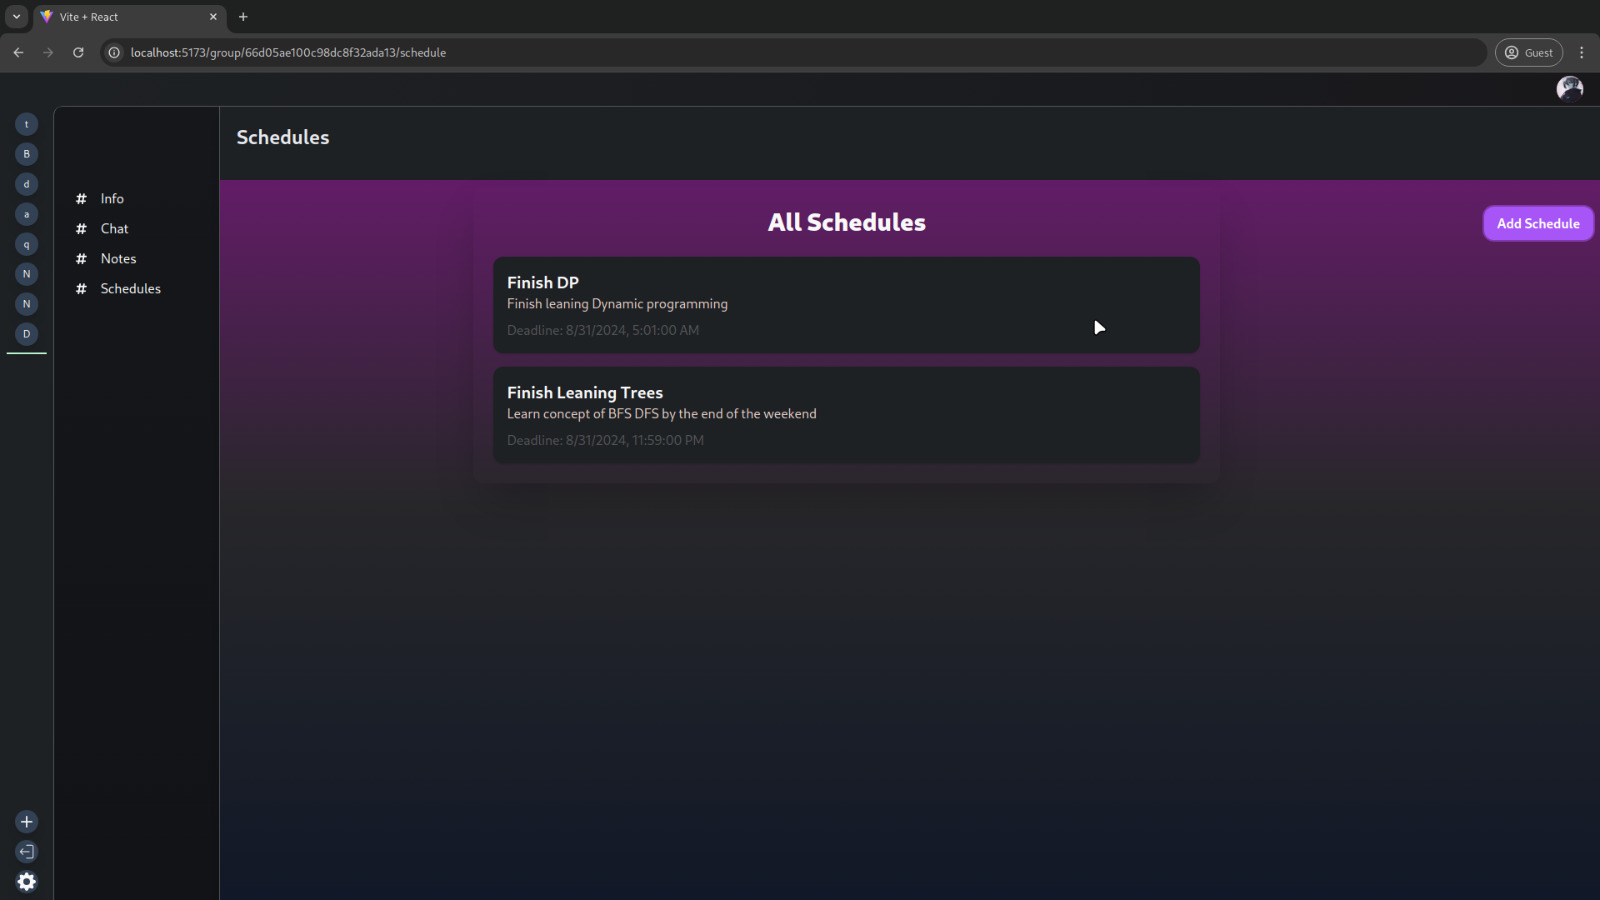 Vite + React
localhost:5173/group/66d05ae100c98dc8f32ada13/schedule
Guest
t
B
d
a
q
N
N
D
# Info
# Chat
# Notes
# Schedules
Schedules
All Schedules
Add Schedule
Finish DP
Finish leaning Dynamic programming
Deadline: 8/31/2024, 5:01:00 AM
Finish Leaning Trees
Learn concept of BFS DFS by the end of the weekend
Deadline: 8/31/2024, 11:59:00 PM